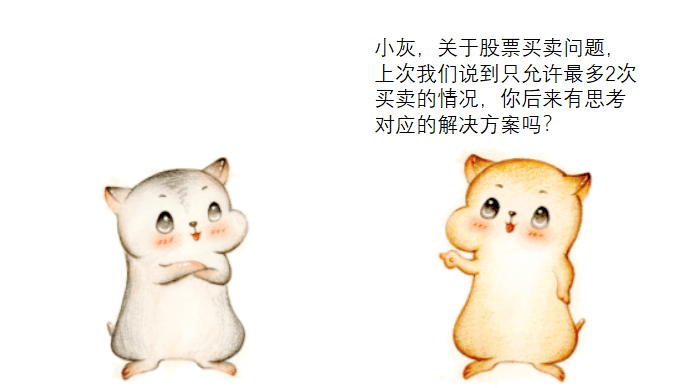 小灰，关于股票买卖问题，
上次我们说到只允许最多2次
买卖的情况，你后来有思考
对应的解决方案吗？